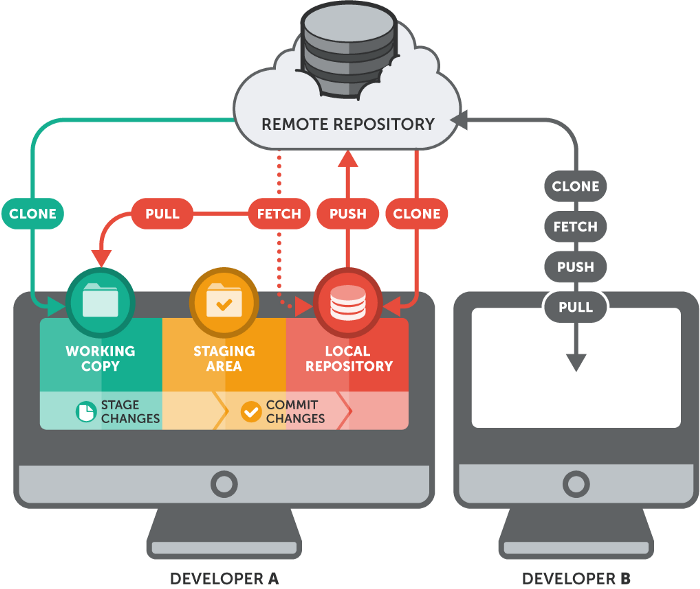 REMOTE REPOSITORY
CLONE
PULL
FETCH
PUSH
CLONE
CLONE
FETCH
PUSH
PULL
WORKING
COPY
STAGING
AREA
LOCAL
REPOSITORY
STAGE
CHANGES
COMMIT
CHANGES
DEVELOPER A
DEVELOPER B